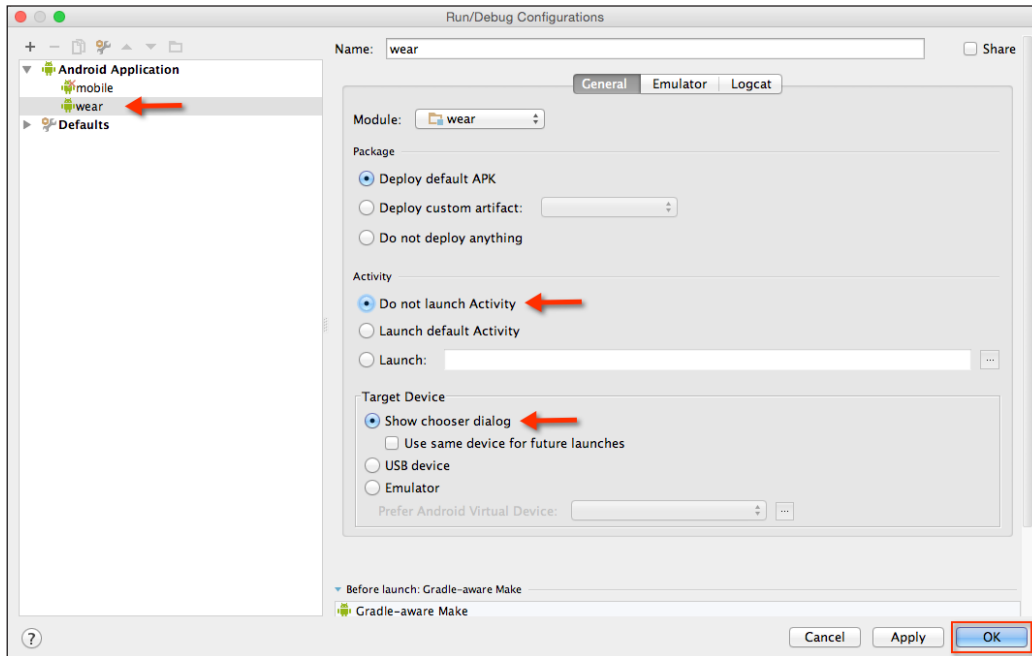 Run/Debug Configurations
Name: wear
Share
Android Application
mobile
wear
Defaults
General Emulator Logcat
Module: wear
Package
Deploy default APK
Deploy custom artifact:
Do not deploy anything
Activity
Do not launch Activity
Launch default Activity
Launch: ...
Target Device
Show chooser dialog
Use same device for future launches
USB device
Emulator
Prefer Android Virtual Device: ...
Before launch: Gradle-aware Make
Gradle-aware Make
? Cancel Apply OK